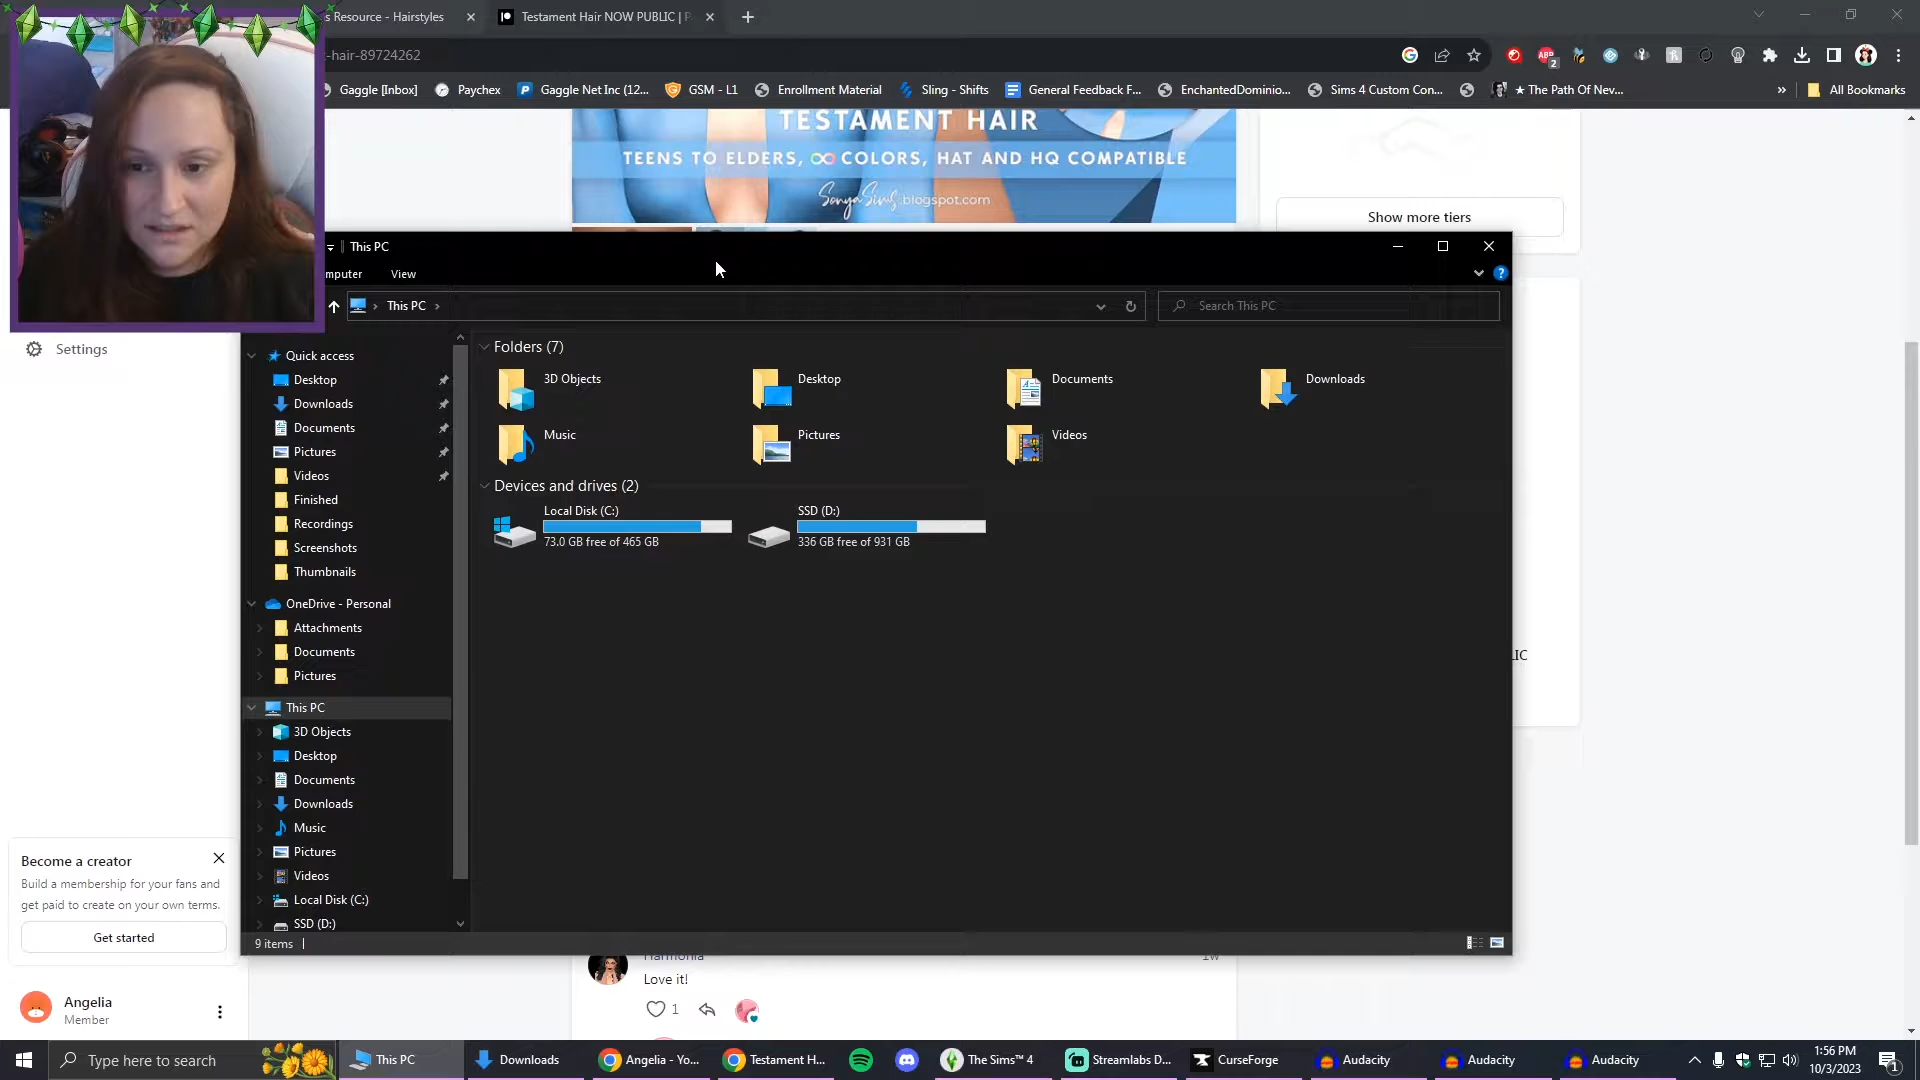 s Resource - Hairstyles
Testament Hair NOW PUBLIC | P
-hair-89724262
2
Gaggle [Inbox]
Paychex
Gaggle Net Inc (12...
GSM - L1
Enrollment Material
Sling - Shifts
General Feedback F...
EnchantedDominio...
Sims 4 Custom Con...
★ The Path Of Nev...
»
All Bookmarks
TESTAMENT HAIR
TEENS TO ELDERS, ∞ COLORS, HAT AND HQ COMPATIBLE
SonyaSims.blogspot.com
Show more tiers
This PC
mputer
View
This PC
Search This PC
Settings
Quick access
Desktop
Downloads
Documents
Pictures
Videos
Finished
Recordings
Screenshots
Thumbnails
OneDrive - Personal
Attachments
Documents
Pictures
This PC
3D Objects
Desktop
Documents
Downloads
Music
Pictures
Videos
Local Disk (C:)
SSD (D:)
Folders (7)
3D Objects
Desktop
Documents
Downloads
Music
Pictures
Videos
Devices and drives (2)
Local Disk (C:)
73.0 GB free of 465 GB
SSD (D:)
336 GB free of 931 GB
LIC
9 items
Become a creator
Build a membership for your fans and
get paid to create on your own terms.
Get started
Angelia
Member
Harmonia
1w
Love it!
1
Type here to search
This PC
Downloads
Angelia - Yo...
Testament H...
The Sims™ 4
Streamlabs D...
CurseForge
Audacity
Audacity
Audacity
1:56 PM
10/3/2023
1